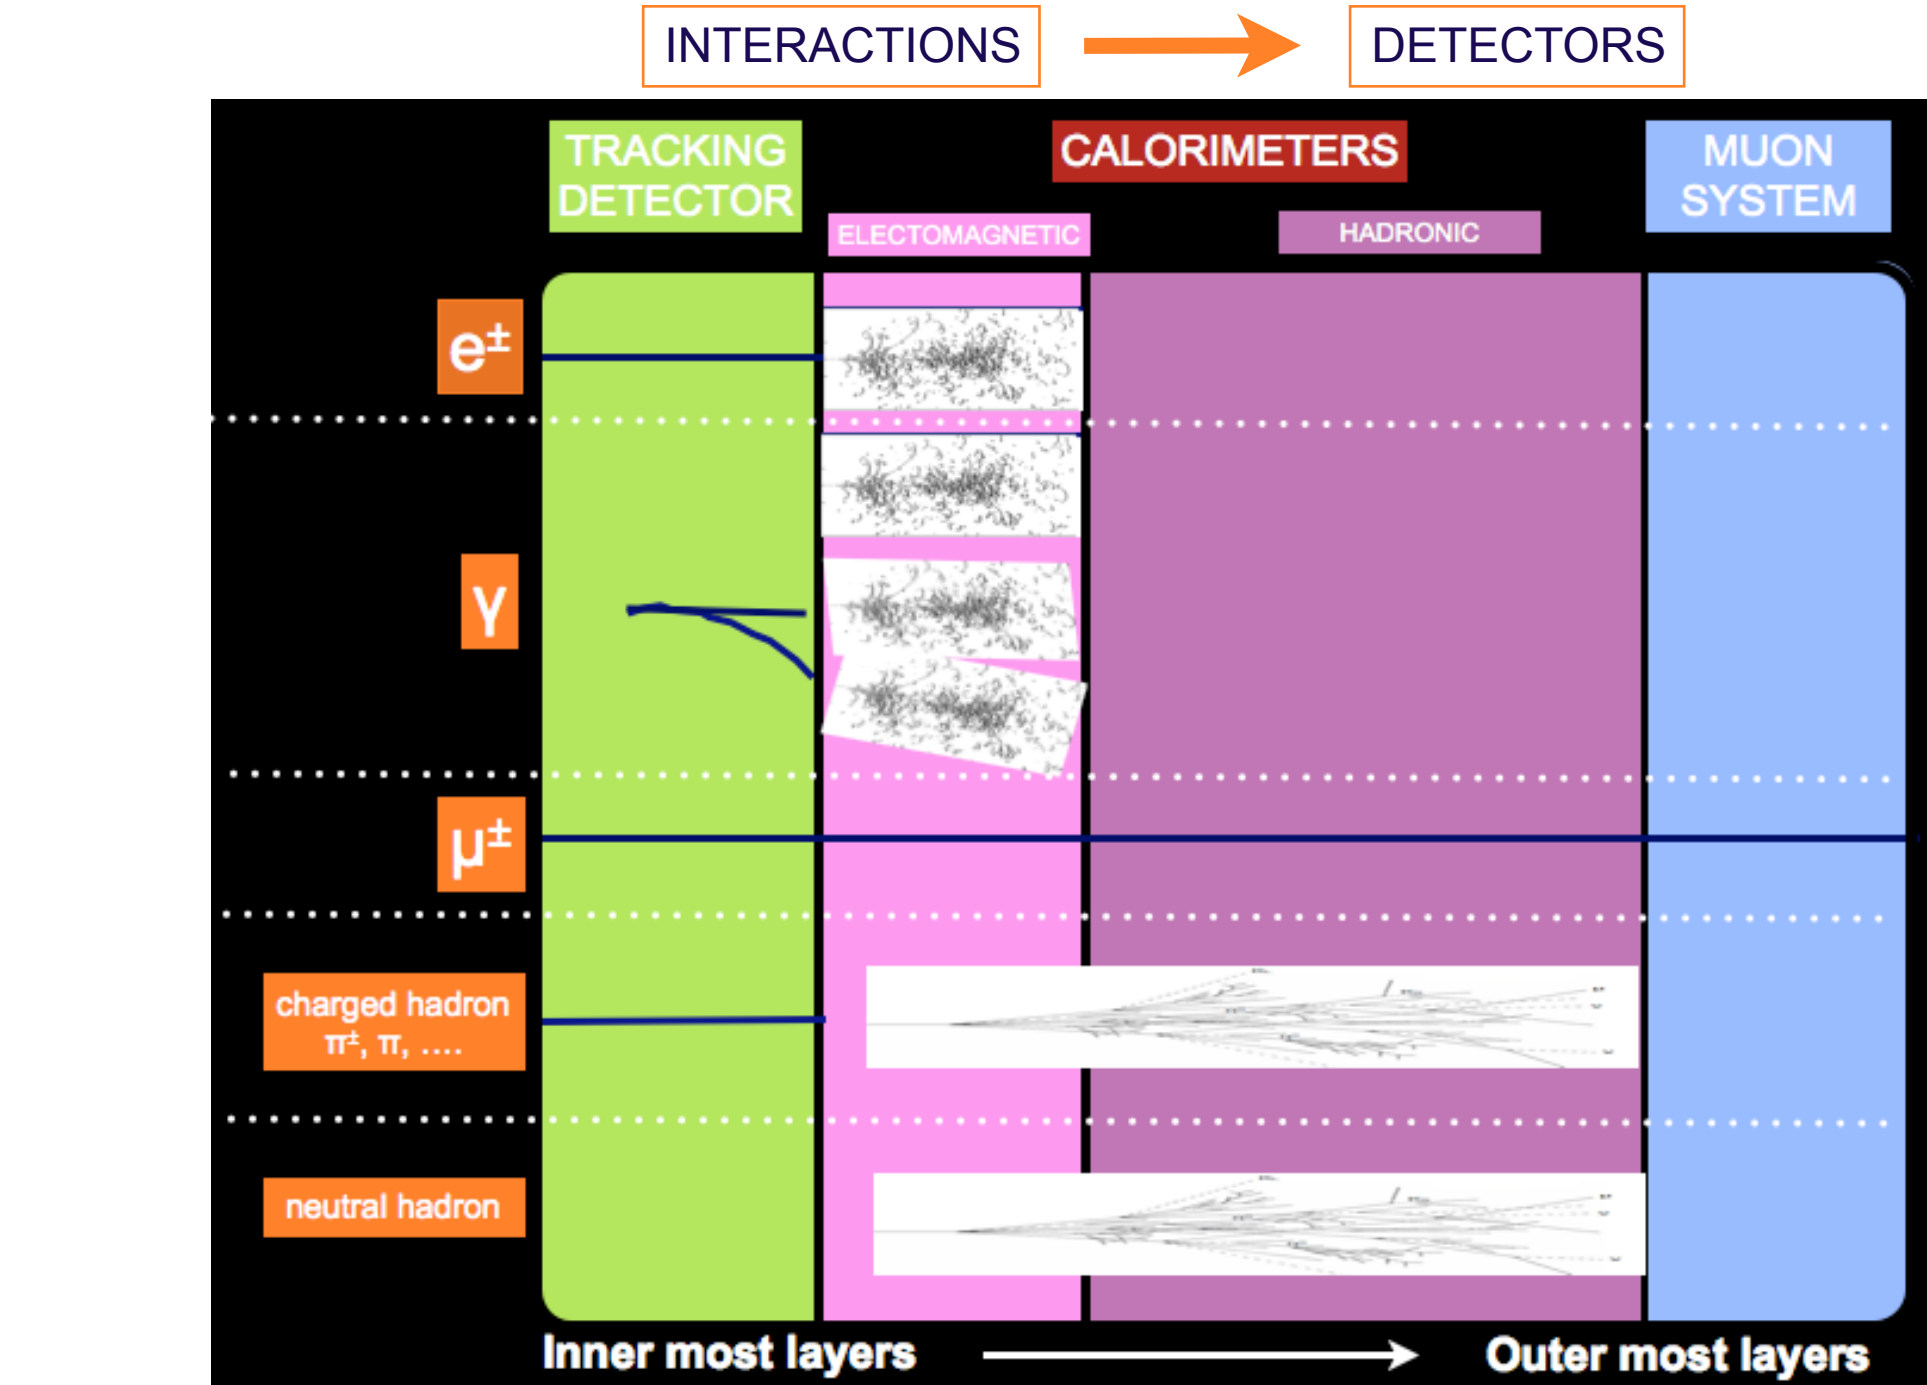 INTERACTIONS
DETECTORS
TRACKING
DETECTOR
CALORIMETERS
MUON
SYSTEM
ELECTOMAGNETIC
HADRONIC
e±
γ
μ±
charged hadron
π±, π, ....
neutral hadron
Inner most layers
Outer most layers